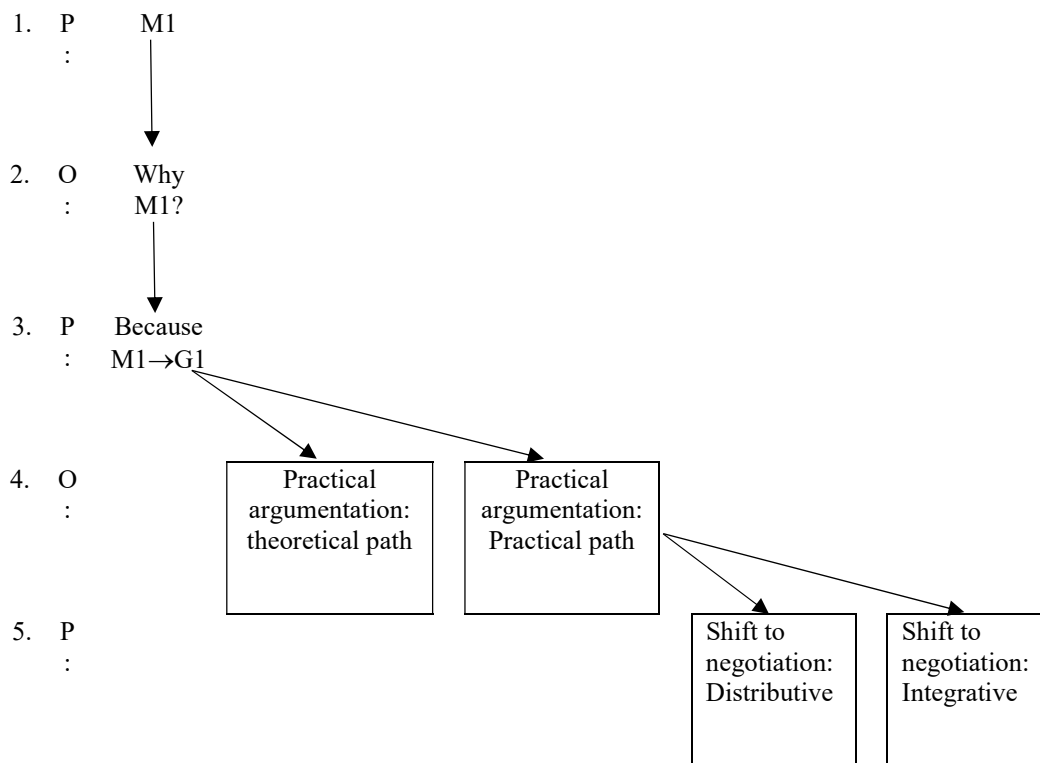 1. P M1
:
2. O Why
: M1?
3. P Because
: M1→G1
4. O
:
Practical
argumentation:
theoretical path
Practical
argumentation:
Practical path
5. P
:
Shift to
negotiation:
Distributive
Shift to
negotiation:
Integrative